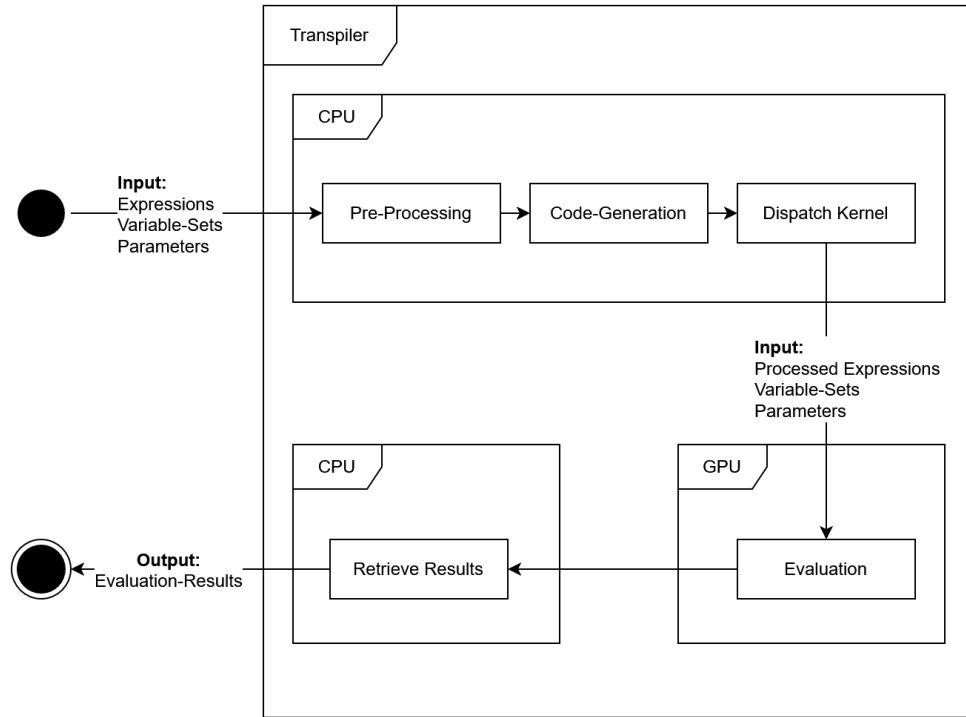 Transpiler
CPU
Input:
Expressions
Variable-Sets
Parameters
Pre-Processing
Code-Generation
Dispatch Kernel
Input:
Processed Expressions
Variable-Sets
Parameters
CPU
GPU
Output:
Evaluation-Results
Retrieve Results
Evaluation